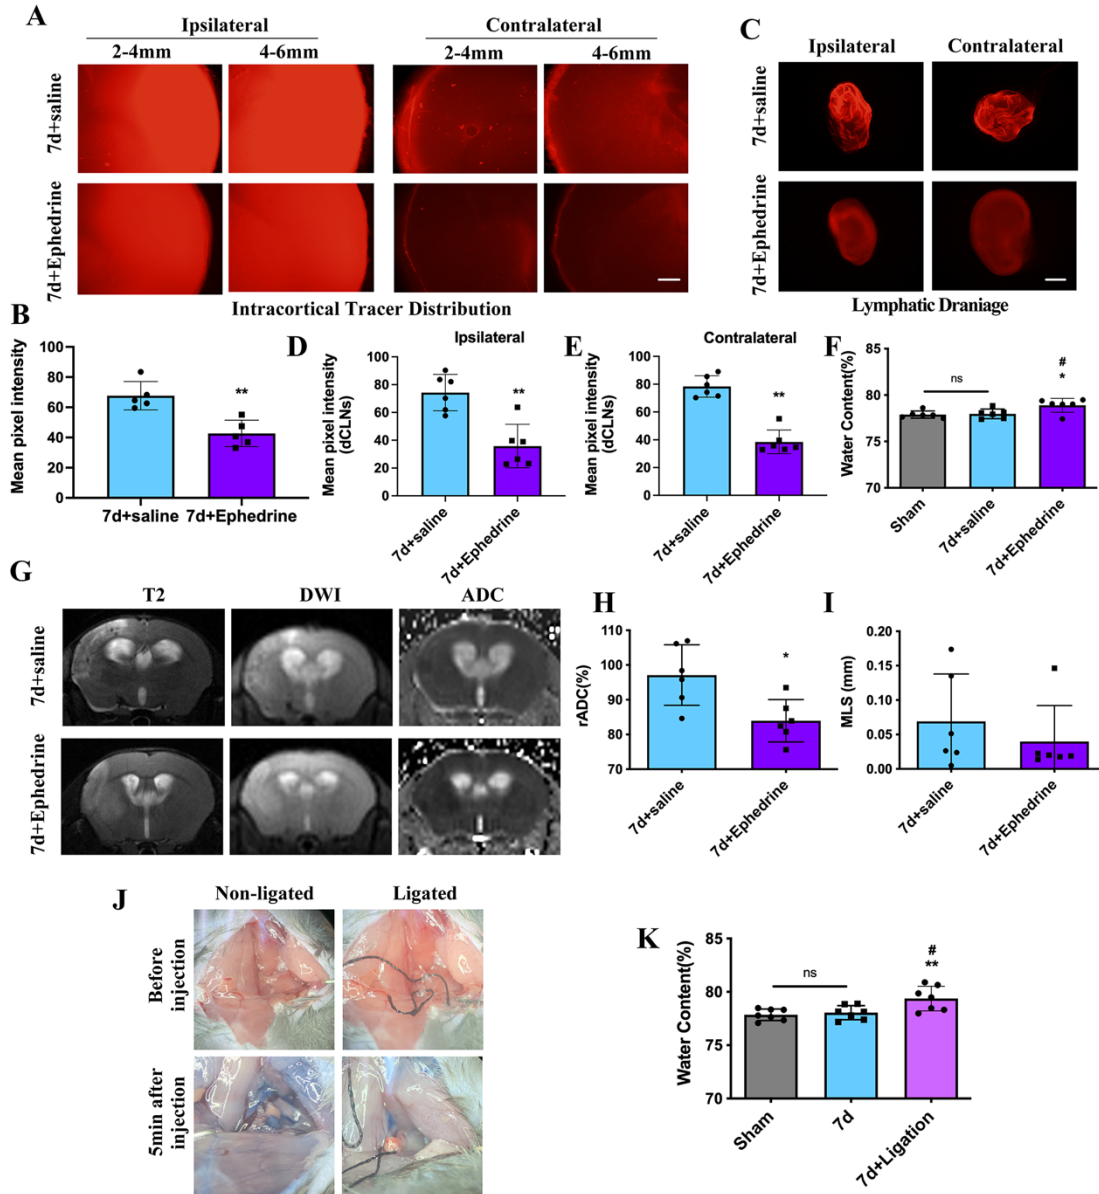 A
Ipsilateral
Contralateral
2-4mm
4-6mm
2-4mm
4-6mm
7d+saline
7d+Ephedrine
Intracortical Tracer Distribution
C
Ipsilateral
Contralateral
7d+saline
7d+Ephedrine
Lymphatic Draniage
B
Mean pixel intensity
100
80
60
40
20
0
**
7d+saline
7d+Ephedrine
D
Ipsilateral
Mean pixel intensity
(dCLNs)
100
80
60
40
20
0
**
7d+saline
7d+Ephedrine
E
Contralateral
Mean pixel intensity
(dCLNs)
100
80
60
40
20
0
**
7d+saline
7d+Ephedrine
F
Water Content(%)
85
80
75
70
ns
#
*
Sham
7d+saline
7d+Ephedrine
G
T2
DWI
ADC
7d+saline
7d+Ephedrine
H
rADC(%)
110
100
90
80
70
*
7d+saline
7d+Ephedrine
I
MLS (mm)
0.20
0.15
0.10
0.05
0.00
7d+saline
7d+Ephedrine
J
Non-ligated
Ligated
Before
injection
5min after
injection
K
Water Content(%)
85
80
75
70
ns
#
**
Sham
7d
7d+Ligation